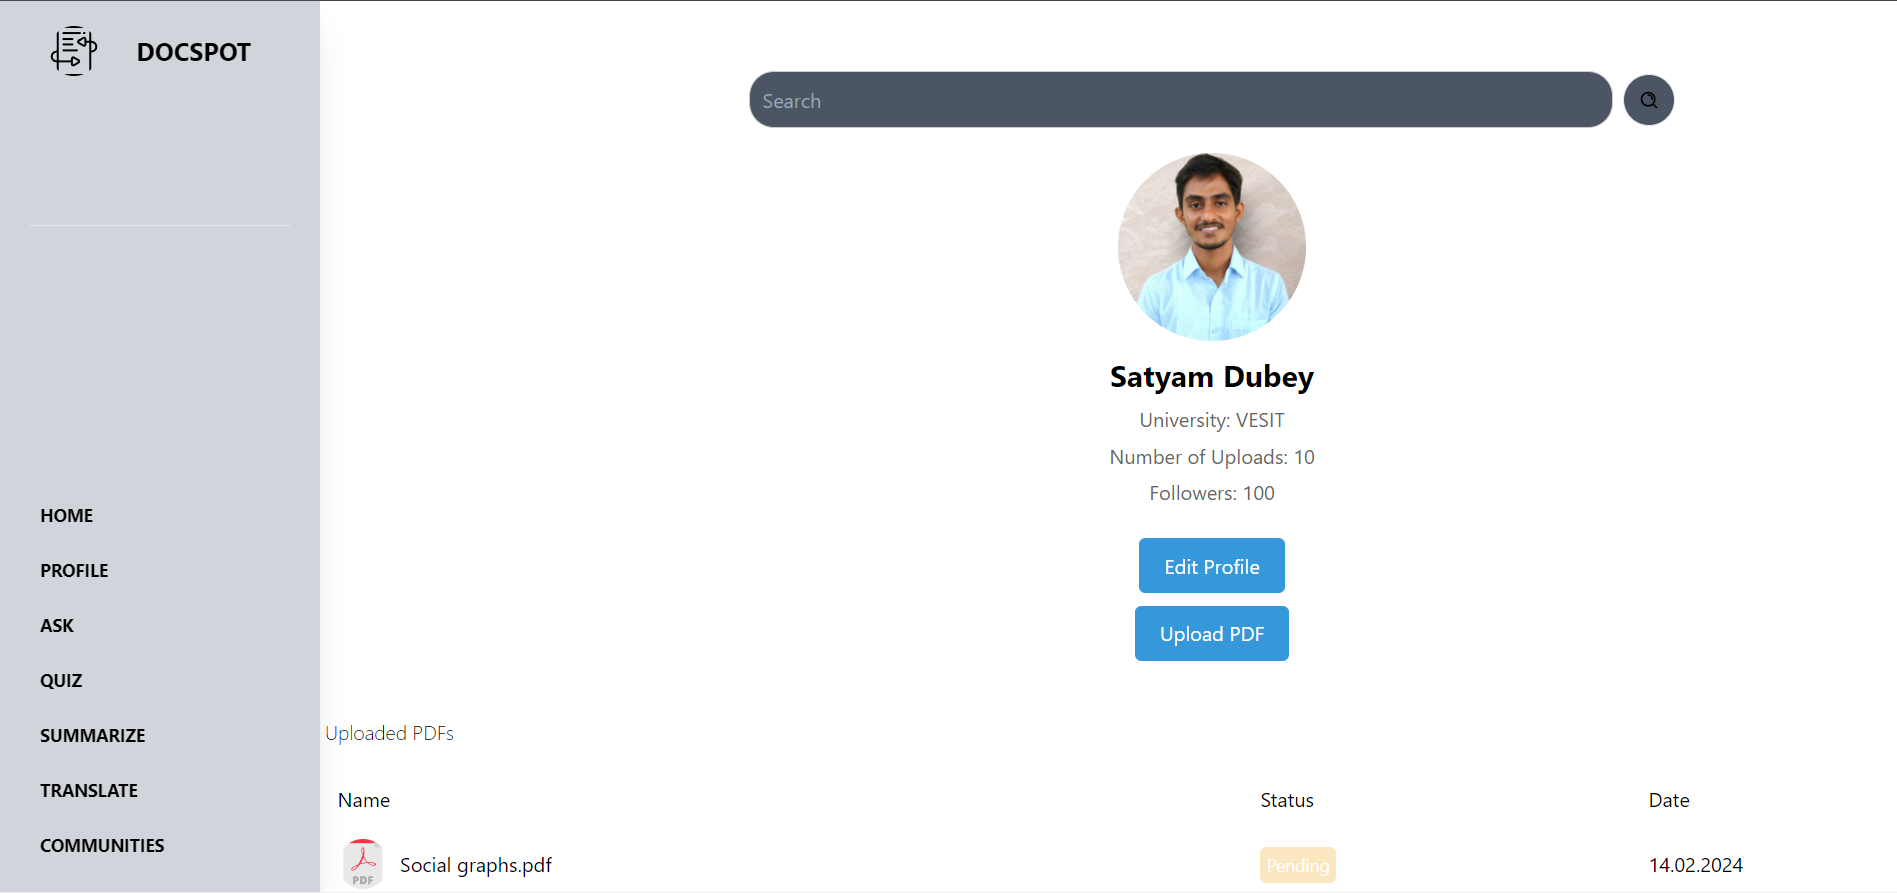 DOCSPOT
HOME
PROFILE
ASK
QUIZ
SUMMARIZE
TRANSLATE
COMMUNITIES
Search
Satyam Dubey
University: VESIT
Number of Uploads: 10
Followers: 100
Edit Profile
Upload PDF
Uploaded PDFs
Name Status Date
PDF Social graphs.pdf Pending 14.02.2024